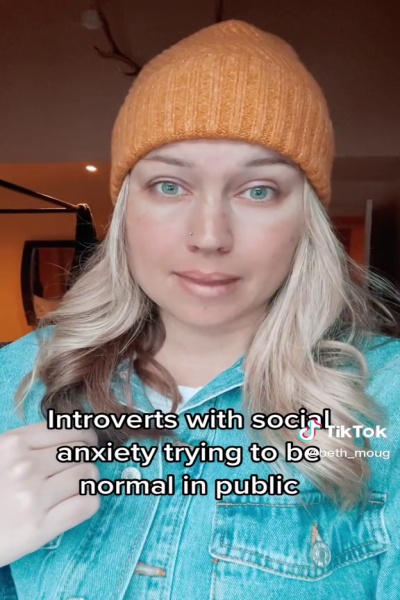 Introverts with social
anxiety trying to be
normal in public
TikTok
@beth_moug